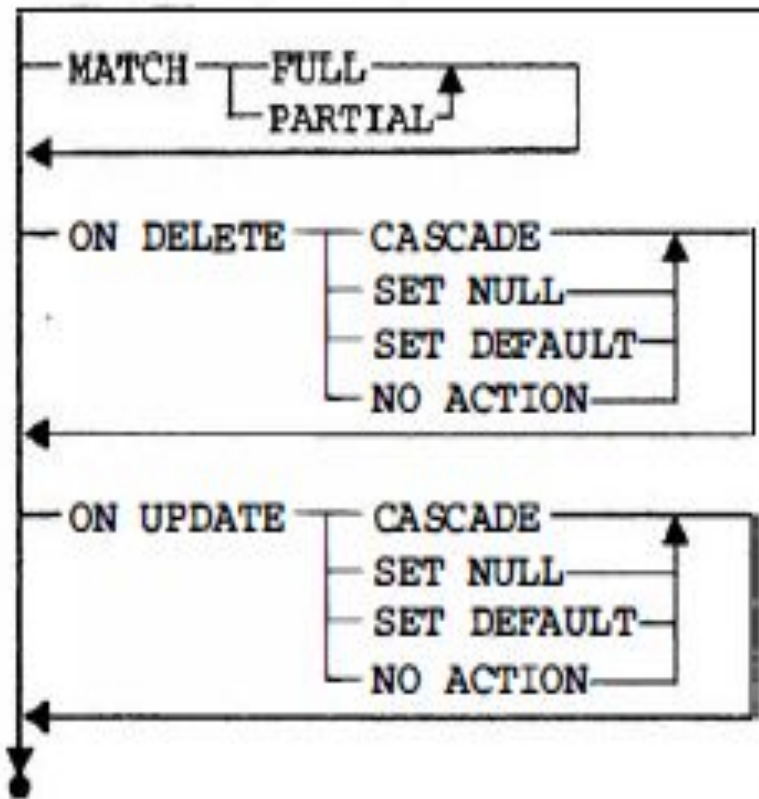 MATCH FULL
PARTIAL
ON DELETE CASCADE
SET NULL
SET DEFAULT
NO ACTION
ON UPDATE CASCADE
SET NULL
SET DEFAULT
NO ACTION